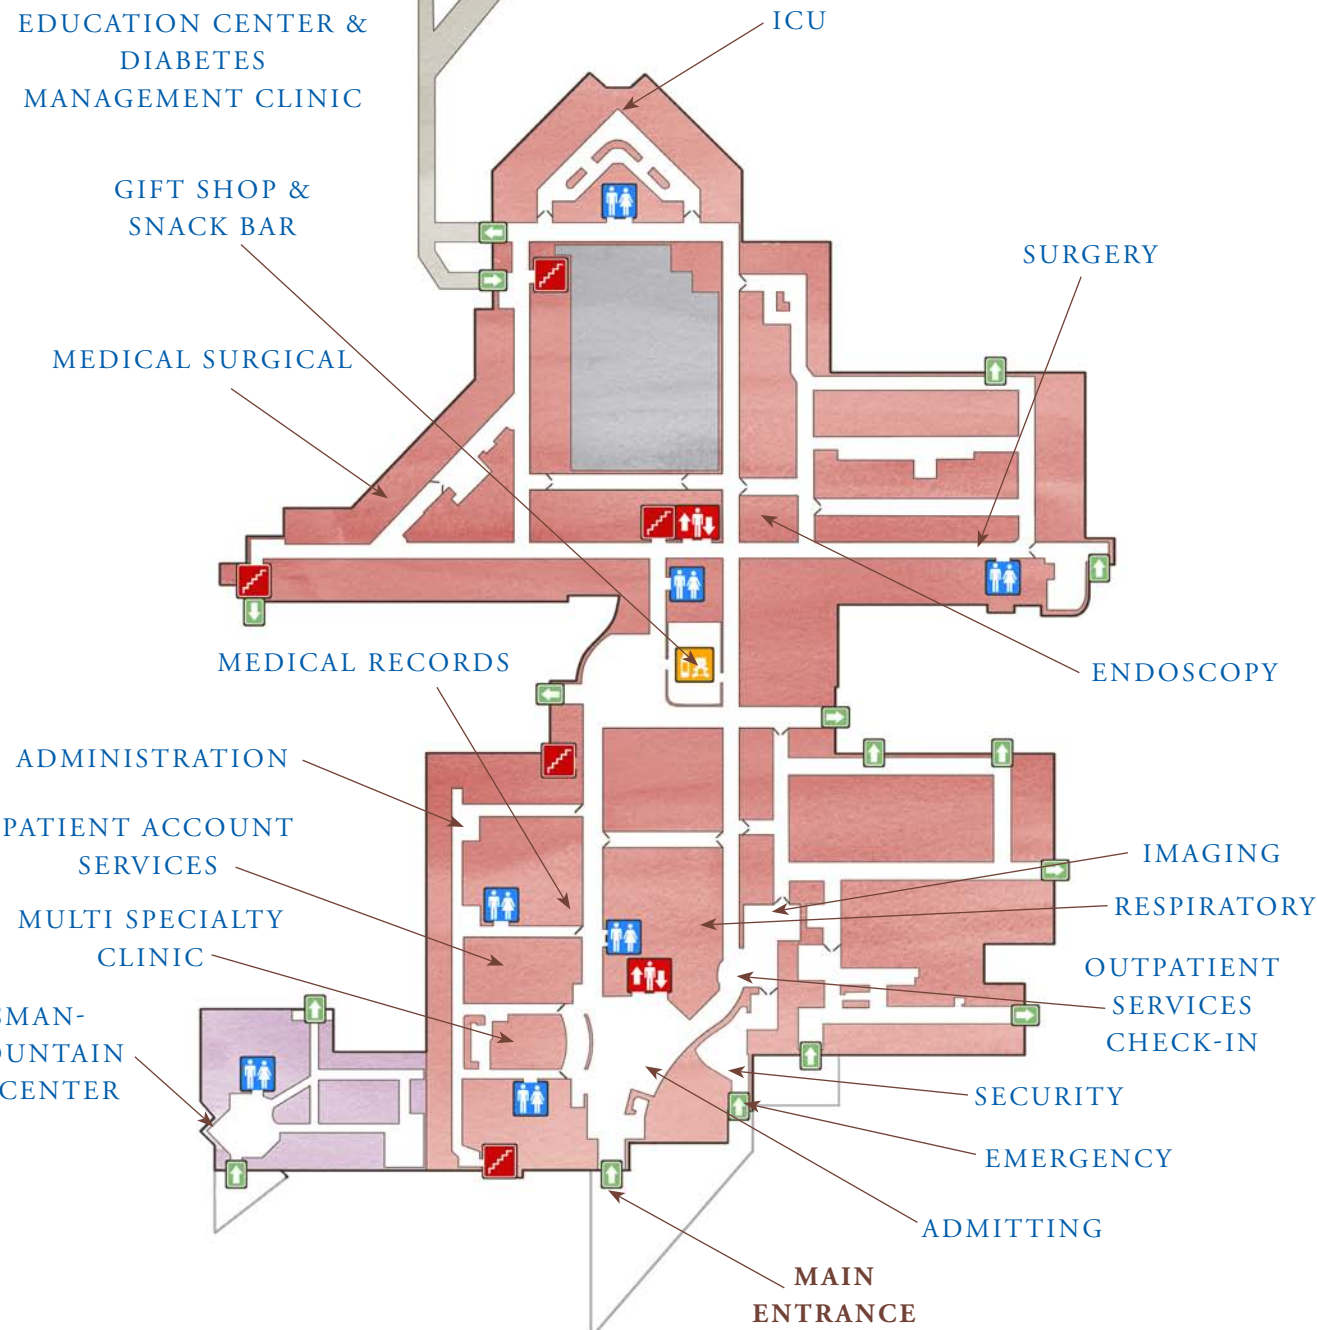 EDUCATION CENTER &
DIABETES
MANAGEMENT CLINIC
ICU
GIFT SHOP &
SNACK BAR
SURGERY
MEDICAL SURGICAL
MEDICAL RECORDS
ENDOSCOPY
ADMINISTRATION
PATIENT ACCOUNT
SERVICES
IMAGING
RESPIRATORY
MULTI SPECIALTY
CLINIC
OUTPATIENT
SERVICES
CHECK-IN
CENTER
SECURITY
EMERGENCY
ADMITTING
MAIN
ENTRANCE